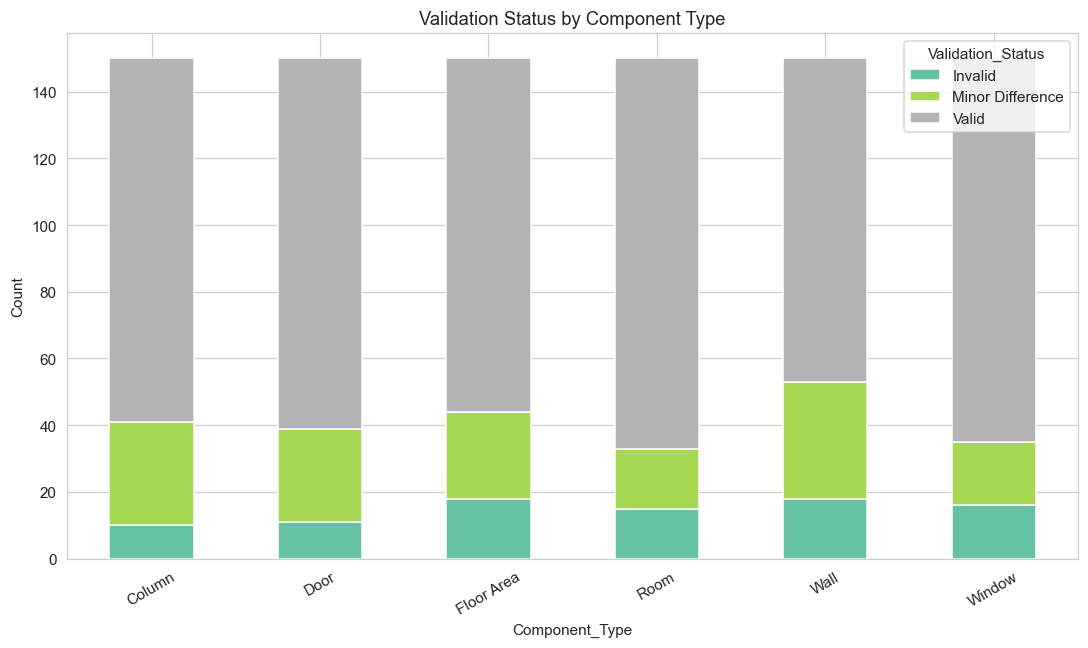 Validation Status by Component Type
Validation_Status
Invalid
Minor Difference
Valid
Count
140
120
100
80
60
40
20
0
Column
Door
Floor Area
Room
Wall
Window
Component_Type